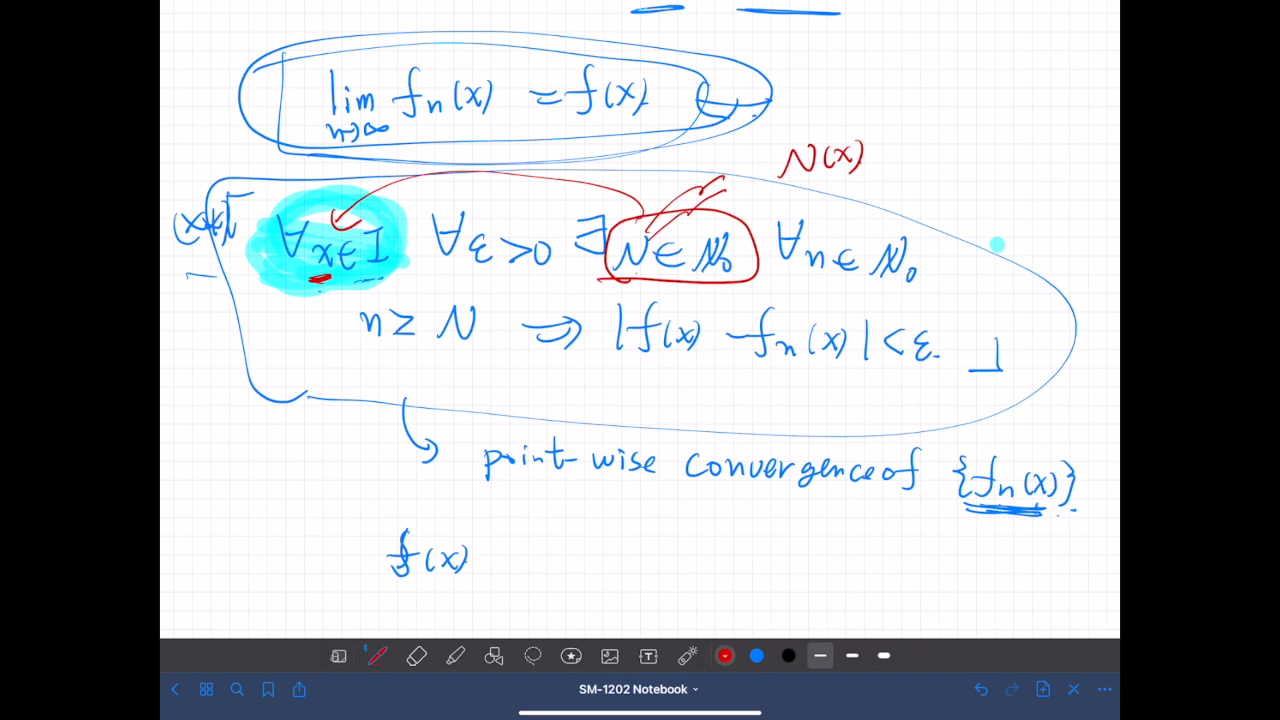 lim fₙ(x) = f(x)
n→∞
N(x)
(**) ∀x∈I ∀ε>0 ∃N∈ℕ₀ ∀n∈ℕ₀
n ≥ N ⇒ |f(x) - fₙ(x)| < ε.
point-wise convergence of {fₙ(x)}
f(x)
SM-1202 Notebook